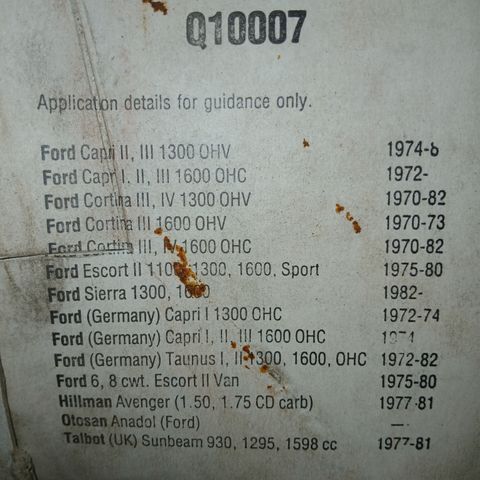 Q10007
Application details for guidance only.
Ford Capri II, III 1300 OHV 1974-
Ford Capri I, II, III 1600 OHC 1972-
Ford Cortina III, IV 1300 OHV 1970-82
Ford Cortina III 1600 OHV 1970-73
Ford Cortina III, IV 1600 OHC 1970-82
Ford Escort II 1100, 1300, 1600, Sport 1975-80
Ford Sierra 1300, 1600 1982-
Ford (Germany) Capri I 1300 OHC 1972-74
Ford (Germany) Capri I, II, III 1600 OHC 1974
Ford (Germany) Taunus I, II 1300, 1600, OHC 1972-82
Ford 6, 8 cwt. Escort II Van 1975-80
Hillman Avenger (1.50, 1.75 CD carb) 1977-81
Otosan Anadol (Ford) —
Talbot (UK) Sunbeam 930, 1295, 1598 cc 1977-81